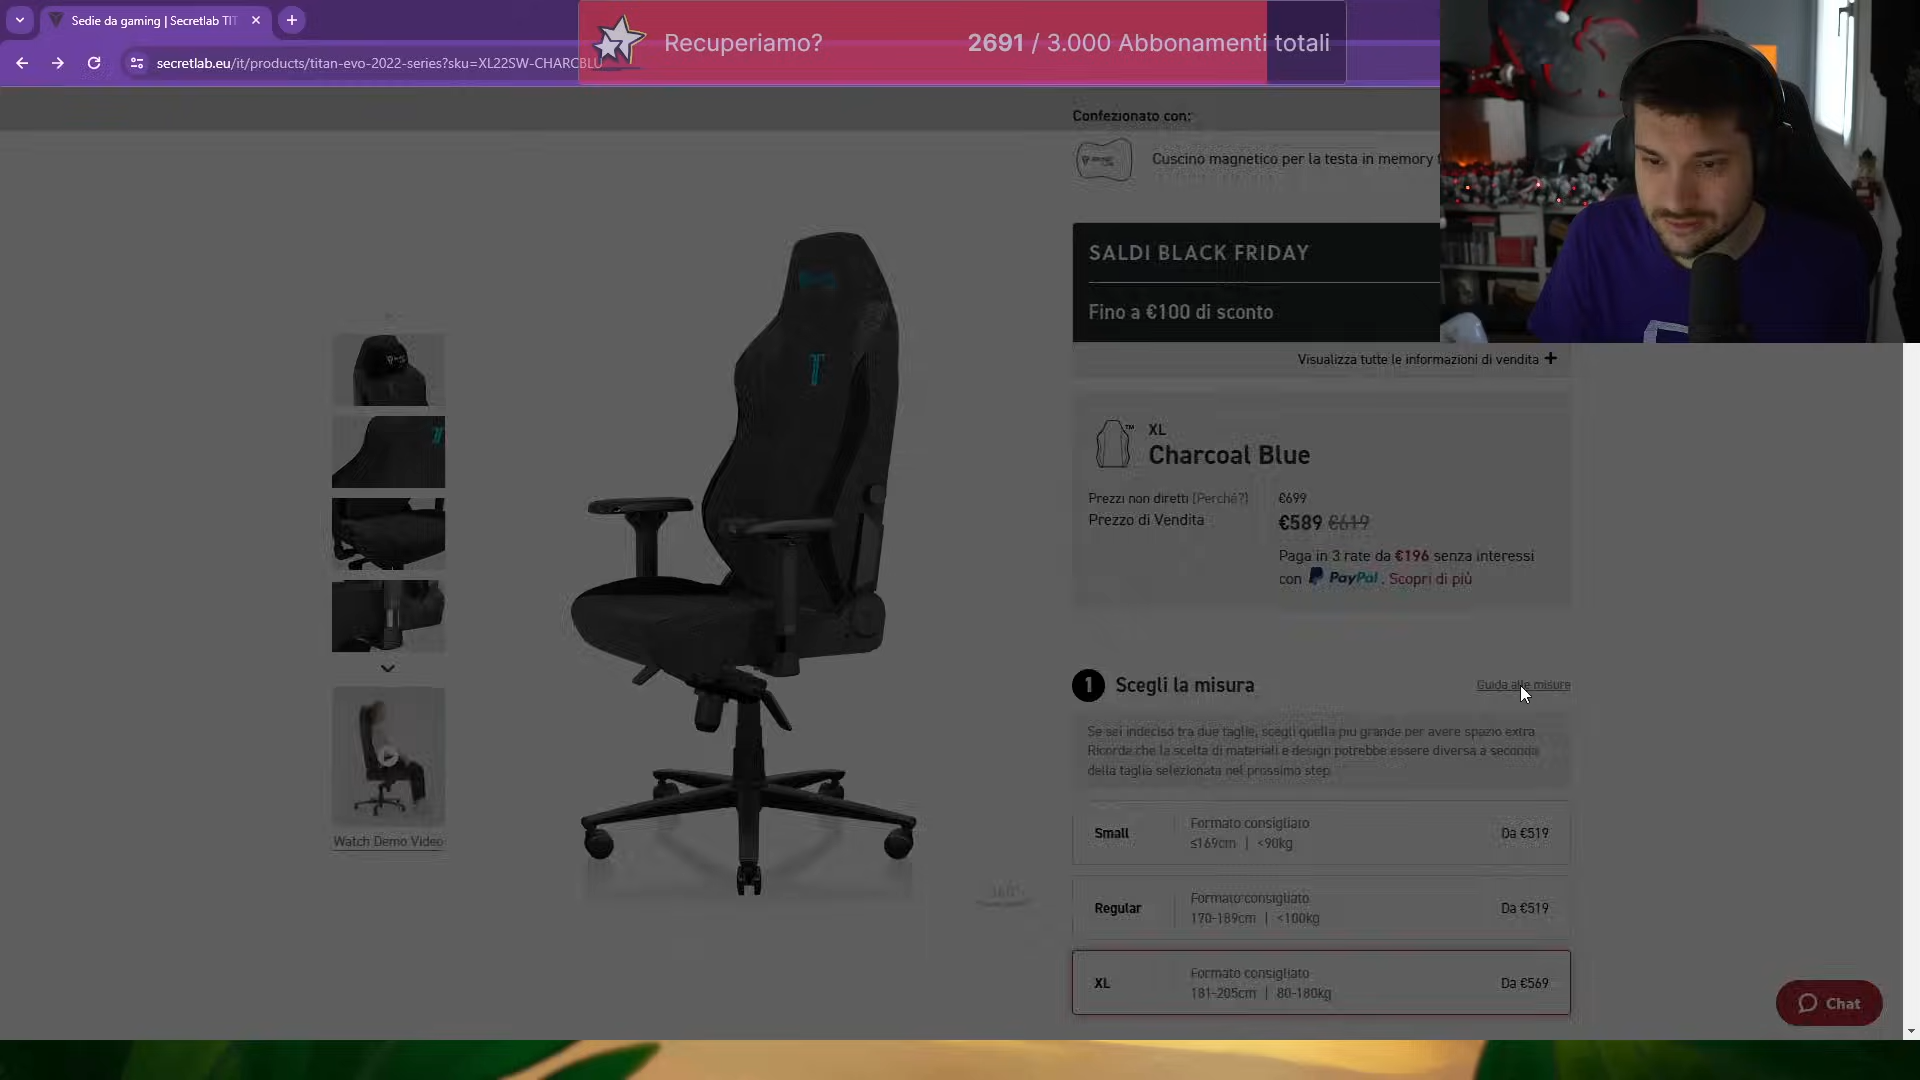 Sedie da gaming | Secretlab TIT
secretlab.eu/it/products/titan-evo-2022-series?sku=XL22SW-CHARCBLU
Recuperiamo?
2691 / 3.000 Abbonamenti totali
Confezionato con:
Cuscino magnetico per la testa in memory
SALDI BLACK FRIDAY
Fino a €100 di sconto
Visualizza tutte le informazioni di vendita +
XL
Charcoal Blue
Prezzi non diretti (Perché?)
€699
Prezzo di Vendita
€589 €619
Paga in 3 rate da €196 senza interessi
con PayPal. Scopri di più
1 Scegli la misura
Guida alle misure
Se sei indeciso tra due taglie, scegli quella più grande per avere spazio extra.
Ricorda che la scelta di materiali e design potrebbe essere diversa a seconda
della taglia selezionata nel prossimo step.
Small
Formato consigliato
≤169cm | <90kg
Da €519
Regular
Formato consigliato
170-189cm | <100kg
Da €519
XL
Formato consigliato
181-205cm | 80-180kg
Da €569
Watch Demo Video
360°
Chat